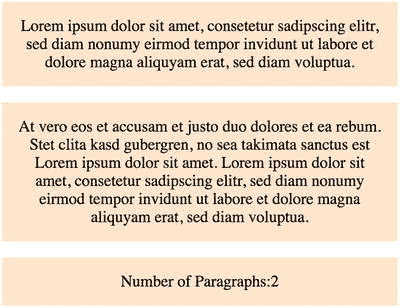 Lorem ipsum dolor sit amet, consetetur sadipscing elitr,
sed diam nonumy eirmod tempor invidunt ut labore et
dolore magna aliquyam erat, sed diam voluptua.
At vero eos et accusam et justo duo dolores et ea rebum.
Stet clita kasd gubergren, no sea takimata sanctus est
Lorem ipsum dolor sit amet. Lorem ipsum dolor sit
amet, consetetur sadipscing elitr, sed diam nonumy
eirmod tempor invidunt ut labore et dolore magna
aliquyam erat, sed diam voluptua.
Number of Paragraphs:2